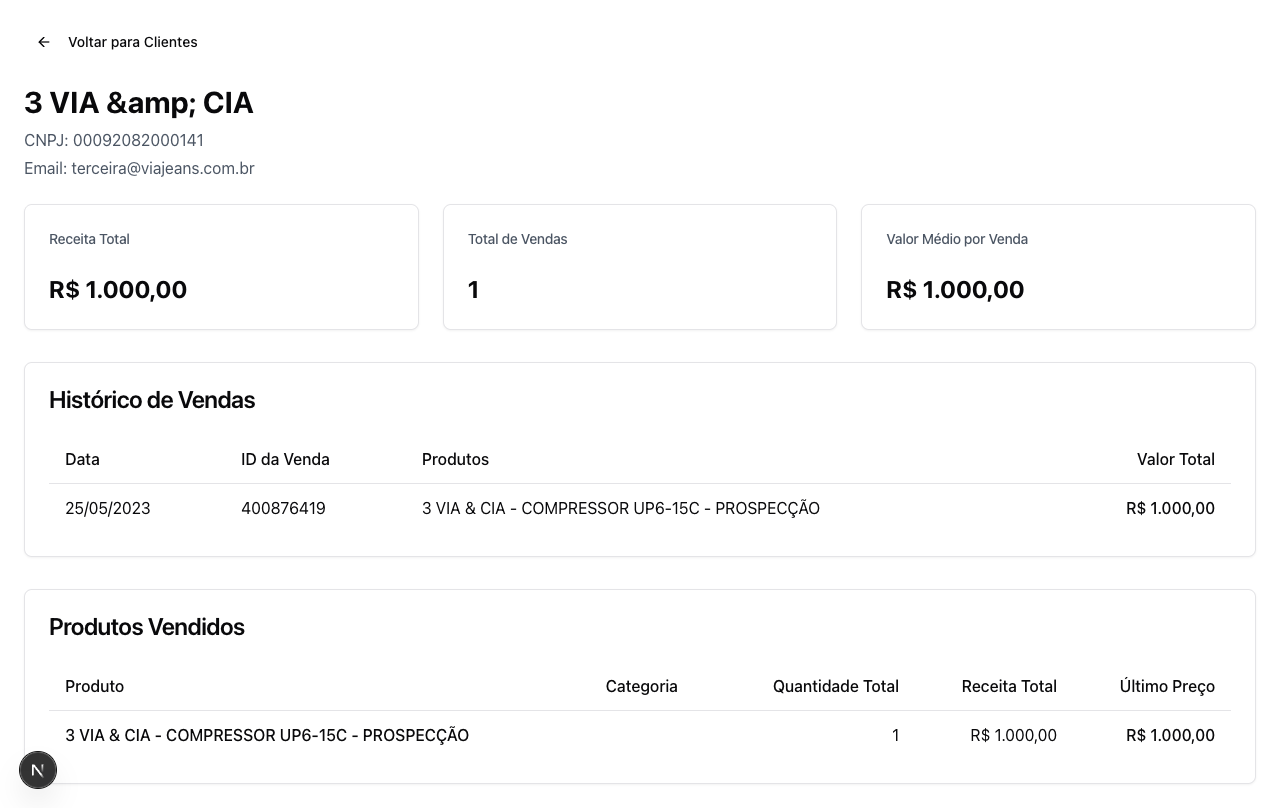 Voltar para Clientes
3 VIA &amp;amp; CIA
CNPJ: 00092082000141
Email: terceira@viajeans.com.br
Receita Total
R$ 1.000,00
Total de Vendas
1
Valor Médio por Venda
R$ 1.000,00
Histórico de Vendas
Data ID da Venda Produtos Valor Total
25/05/2023 400876419 3 VIA & CIA - COMPRESSOR UP6-15C - PROSPECÇÃO R$ 1.000,00
Produtos Vendidos
Produto Categoria Quantidade Total Receita Total Último Preço
3 VIA & CIA - COMPRESSOR UP6-15C - PROSPECÇÃO 1 R$ 1.000,00 R$ 1.000,00
N